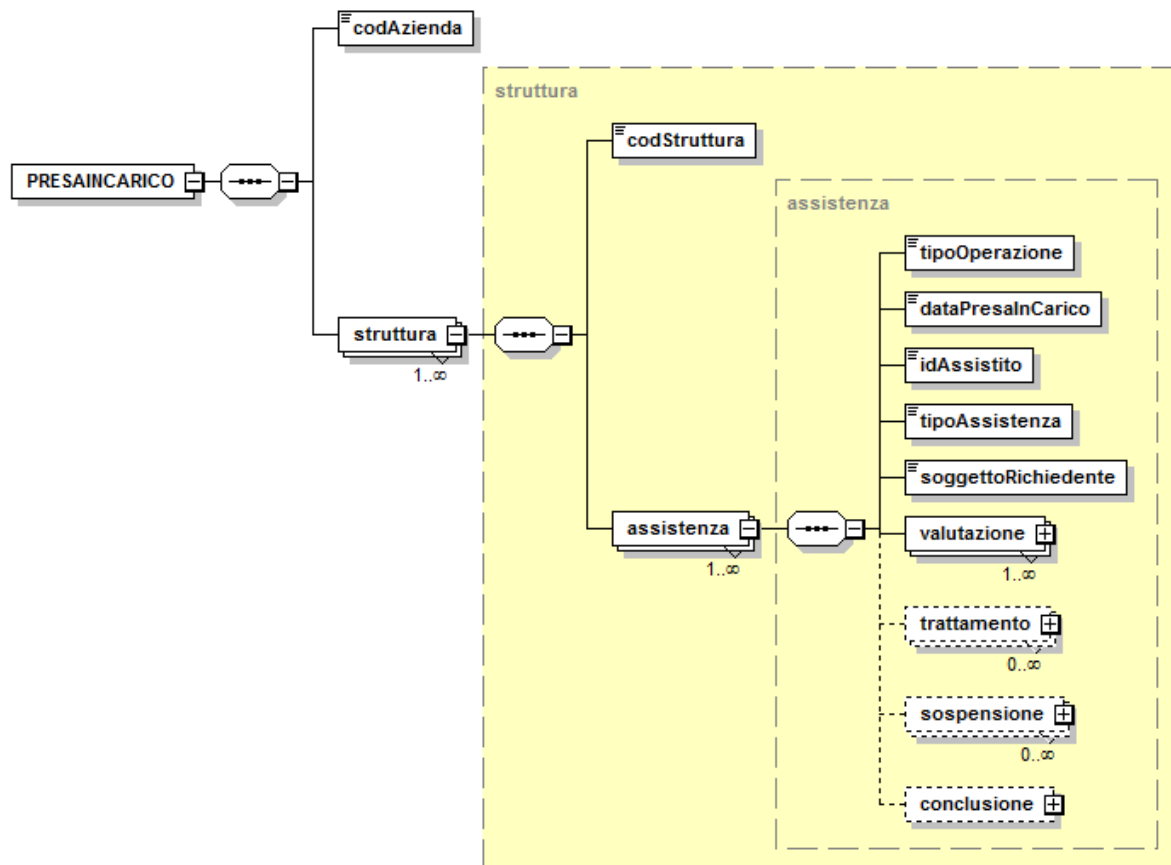 codAzienda
struttura
codStruttura
PRESAINCARICO
assistenza
tipoOperazione
dataPresaInCarico
struttura
1..∞
idAssistito
tipoAssistenza
soggettoRichiedente
assistenza
1..∞
valutazione
1..∞
trattamento
0..∞
sospensione
0..∞
conclusione